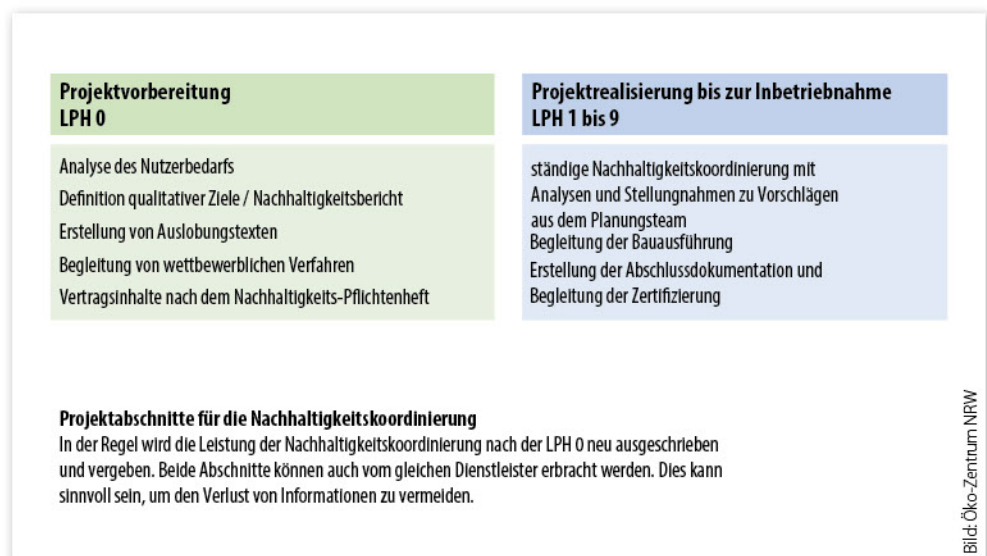 Projektvorbereitung
LPH 0
Analyse des Nutzerbedarfs
Definition qualitativer Ziele / Nachhaltigkeitsbericht
Erstellung von Auslobungstexten
Begleitung von wettbewerblichen Verfahren
Vertragsinhalte nach dem Nachhaltigkeits-Pflichtenheft
Projektrealisierung bis zur Inbetriebnahme
LPH 1 bis 9
ständige Nachhaltigkeitskoordinierung mit
Analysen und Stellungnahmen zu Vorschlägen
aus dem Planungsteam
Begleitung der Bauausführung
Erstellung der Abschlussdokumentation und
Begleitung der Zertifizierung
Projektabschnitte für die Nachhaltigkeitskoordinierung
In der Regel wird die Leistung der Nachhaltigkeitskoordinierung nach der LPH 0 neu ausgeschrieben
und vergeben. Beide Abschnitte können auch vom gleichen Dienstleister erbracht werden. Dies kann
sinnvoll sein, um den Verlust von Informationen zu vermeiden.
Bild: Öko-Zentrum NRW